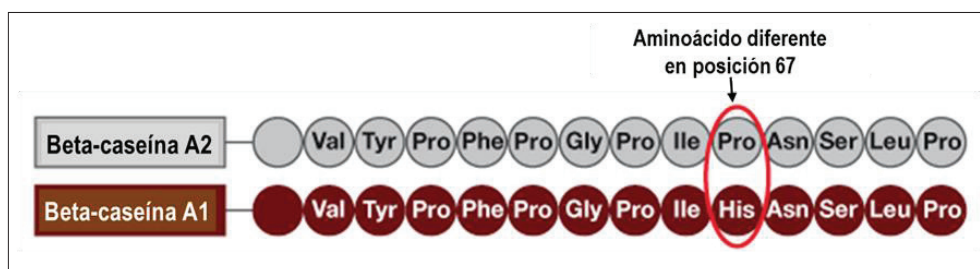 Aminoácido diferente
en posición 67
Beta-caseína A2 Val Tyr Pro Phe Pro Gly Pro Ile Pro Asn Ser Leu Pro
Beta-caseína A1 Val Tyr Pro Phe Pro Gly Pro Ile His Asn Ser Leu Pro